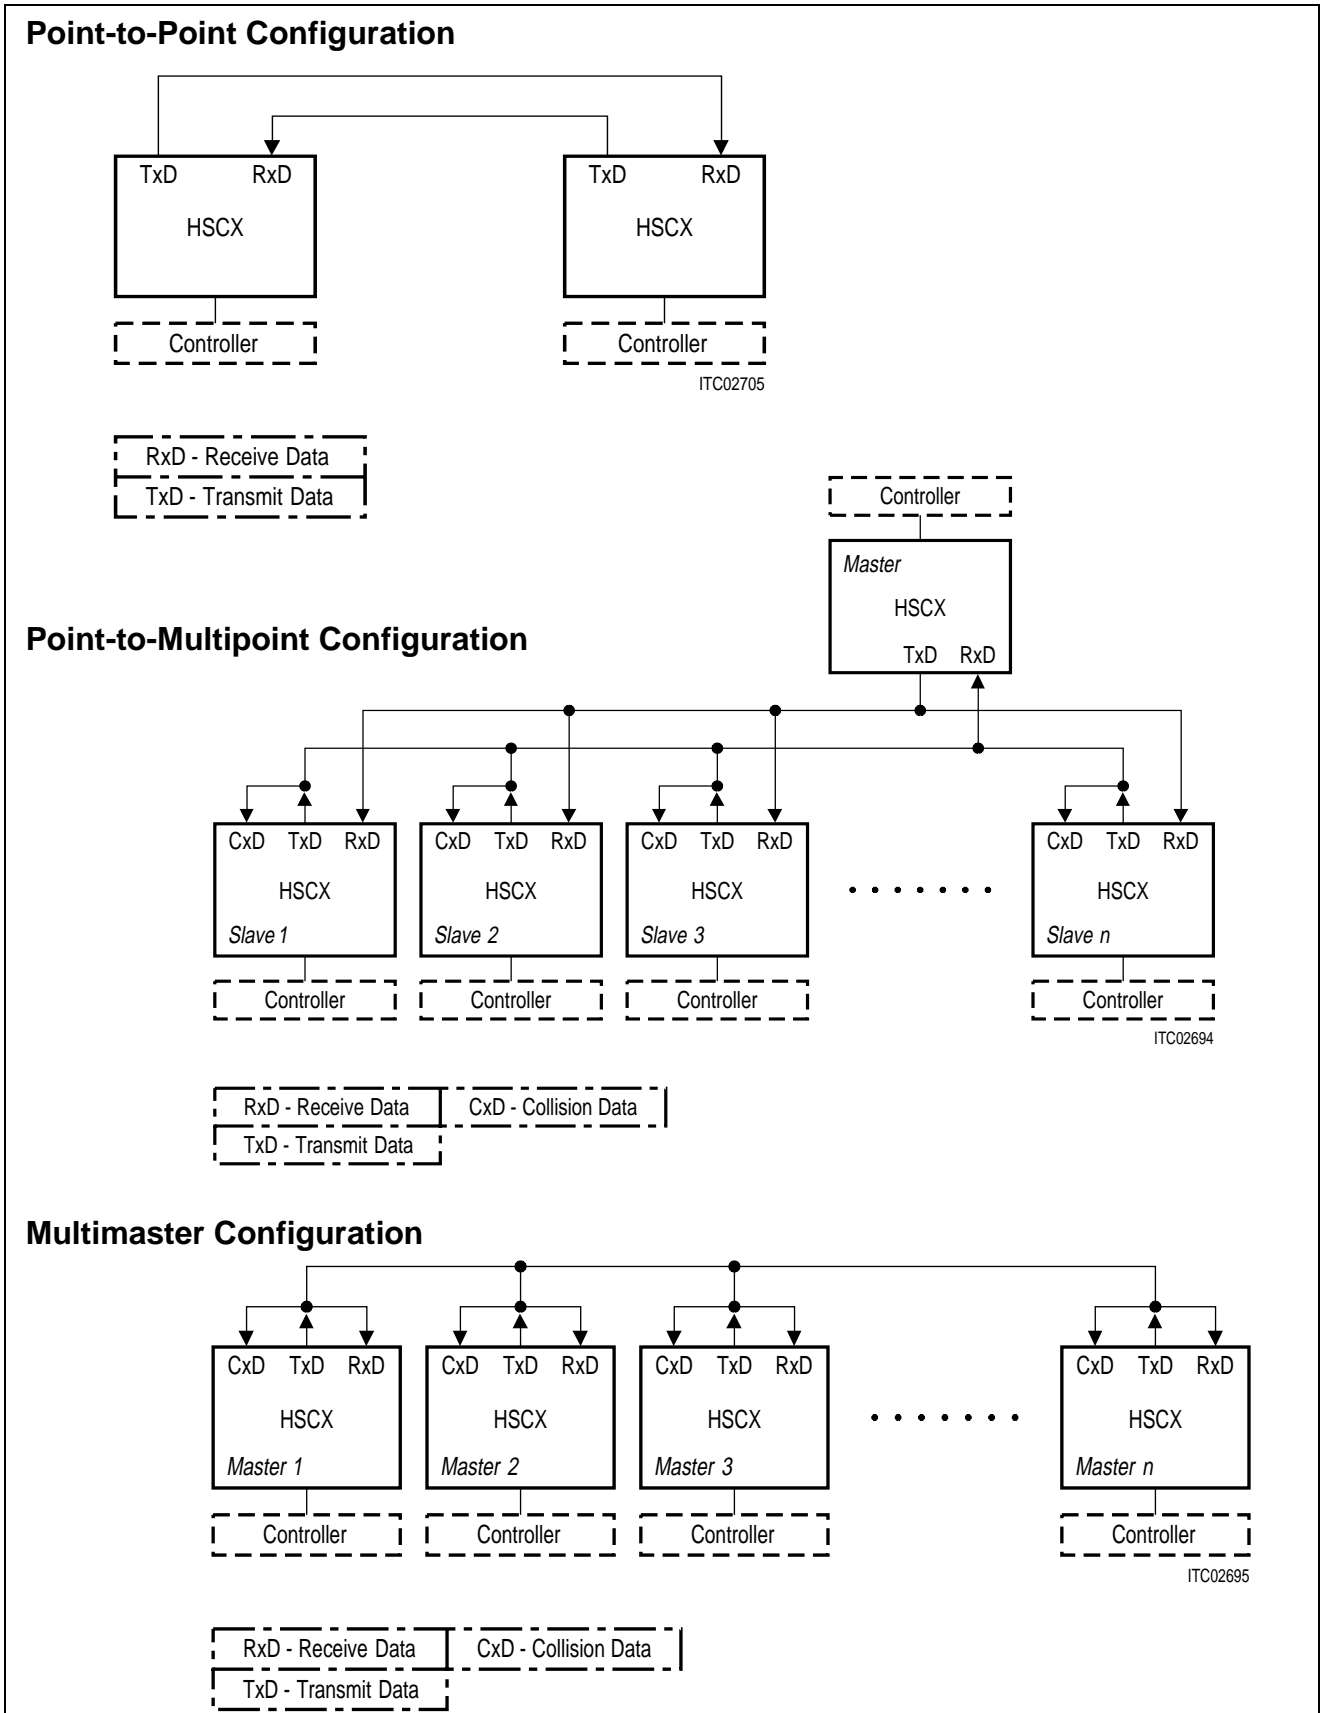 Point-to-Point Configuration
TxD RxD TxD RxD
HSCX HSCX
Controller Controller
ITC02705
RxD - Receive Data
TxD - Transmit Data
Controller
Master
HSCX
TxD RxD
Point-to-Multipoint Configuration
CxD TxD RxD CxD TxD RxD CxD TxD RxD CxD TxD RxD
HSCX HSCX HSCX HSCX
Slave 1 Slave 2 Slave 3 Slave n
Controller Controller Controller Controller
ITC02694
RxD - Receive Data CxD - Collision Data
TxD - Transmit Data
Multimaster Configuration
CxD TxD RxD CxD TxD RxD CxD TxD RxD CxD TxD RxD
HSCX HSCX HSCX HSCX
Master 1 Master 2 Master 3 Master n
Controller Controller Controller Controller
ITC02695
RxD - Receive Data CxD - Collision Data
TxD - Transmit Data